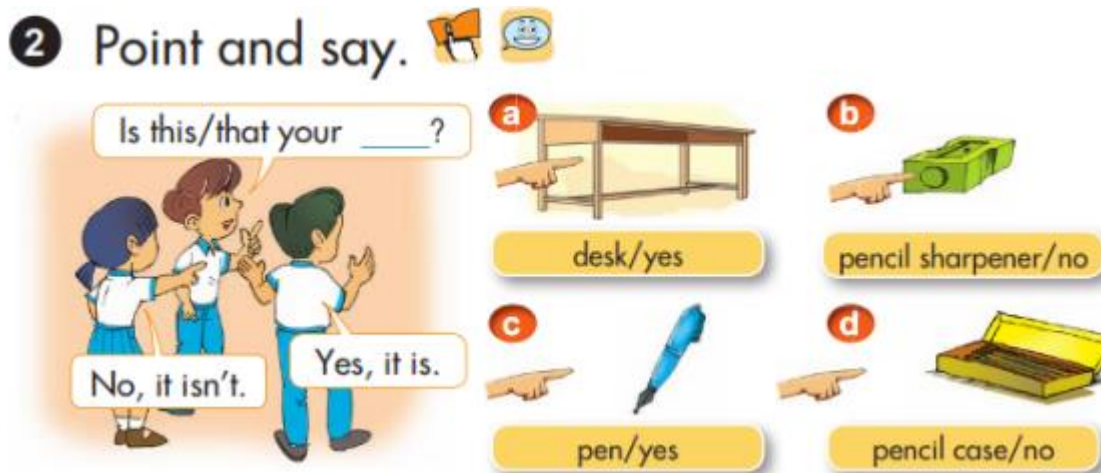 2 Point and say.
Is this/that your ____?
No, it isn't.
Yes, it is.
a
desk/yes
b
pencil sharpener/no
c
pen/yes
d
pencil case/no